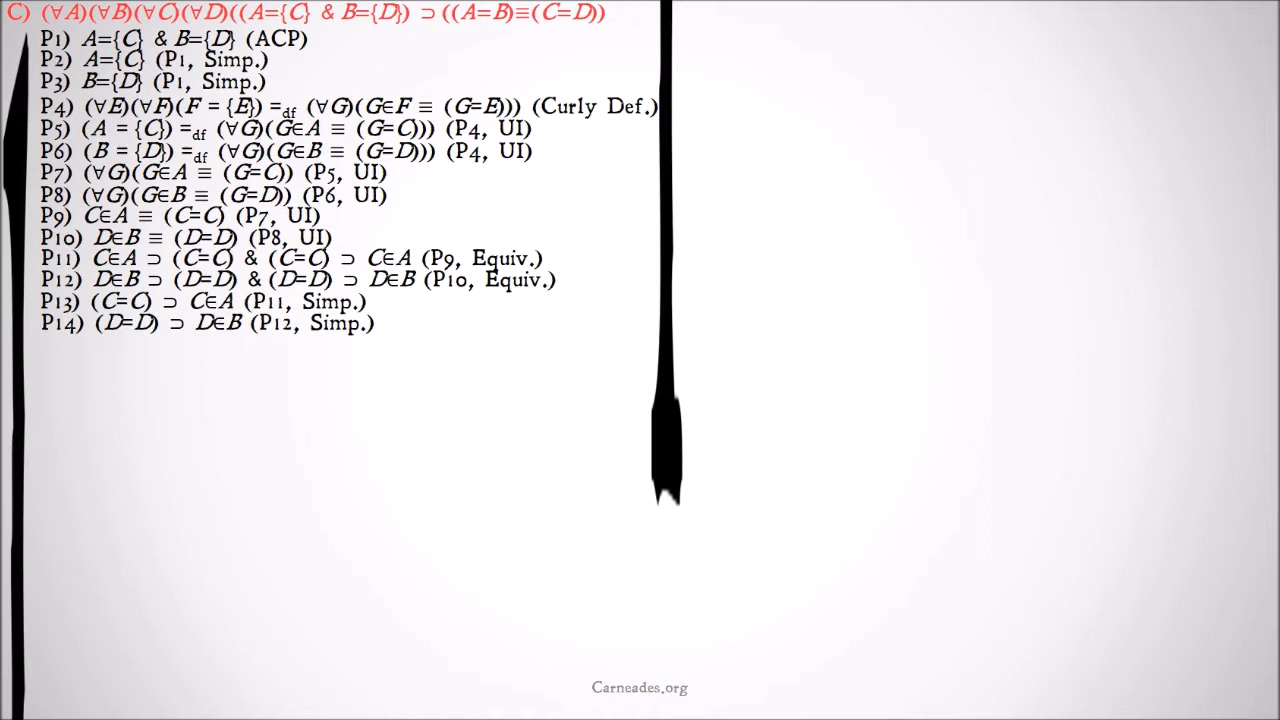 C) (∀A)(∀B)(∀C)(∀D)((A={C} & B={D}) ⊃ ((A=B)≡(C=D))
P1) A={C} & B={D} (ACP)
P2) A={C} (P1, Simp.)
P3) B={D} (P1, Simp.)
P4) (∀E)(∀F)(F = {E}) =df (∀G)(G∈F ≡ (G=E))) (Curly Def.)
P5) (A = {C}) =df (∀G)(G∈A ≡ (G=C))) (P4, UI)
P6) (B = {D}) =df (∀G)(G∈B ≡ (G=D))) (P4, UI)
P7) (∀G)(G∈A ≡ (G=C)) (P5, UI)
P8) (∀G)(G∈B ≡ (G=D)) (P6, UI)
P9) C∈A ≡ (C=C) (P7, UI)
P10) D∈B ≡ (D=D) (P8, UI)
P11) C∈A ⊃ (C=C) & (C=C) ⊃ C∈A (P9, Equiv.)
P12) D∈B ⊃ (D=D) & (D=D) ⊃ D∈B (P10, Equiv.)
P13) (C=C) ⊃ C∈A (P11, Simp.)
P14) (D=D) ⊃ D∈B (P12, Simp.)
Carneades.org